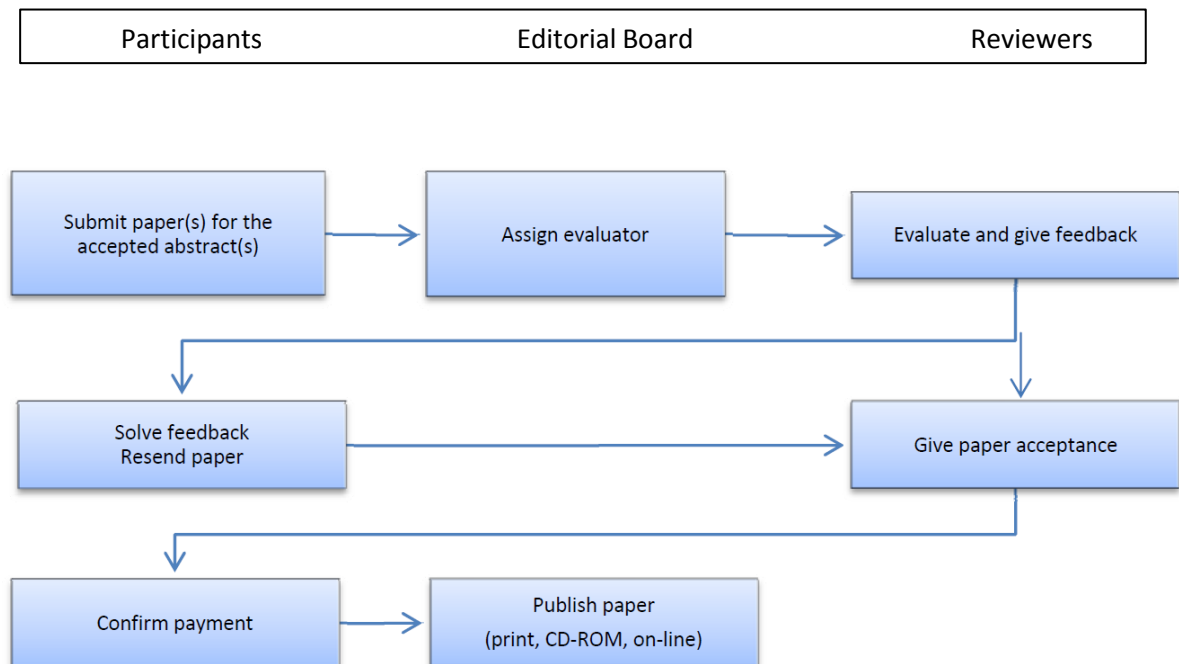 Participants Editorial Board Reviewers
Submit paper(s) for the
accepted abstract(s)
Assign evaluator
Evaluate and give feedback
Solve feedback
Resend paper
Give paper acceptance
Confirm payment
Publish paper
(print, CD-ROM, on-line)